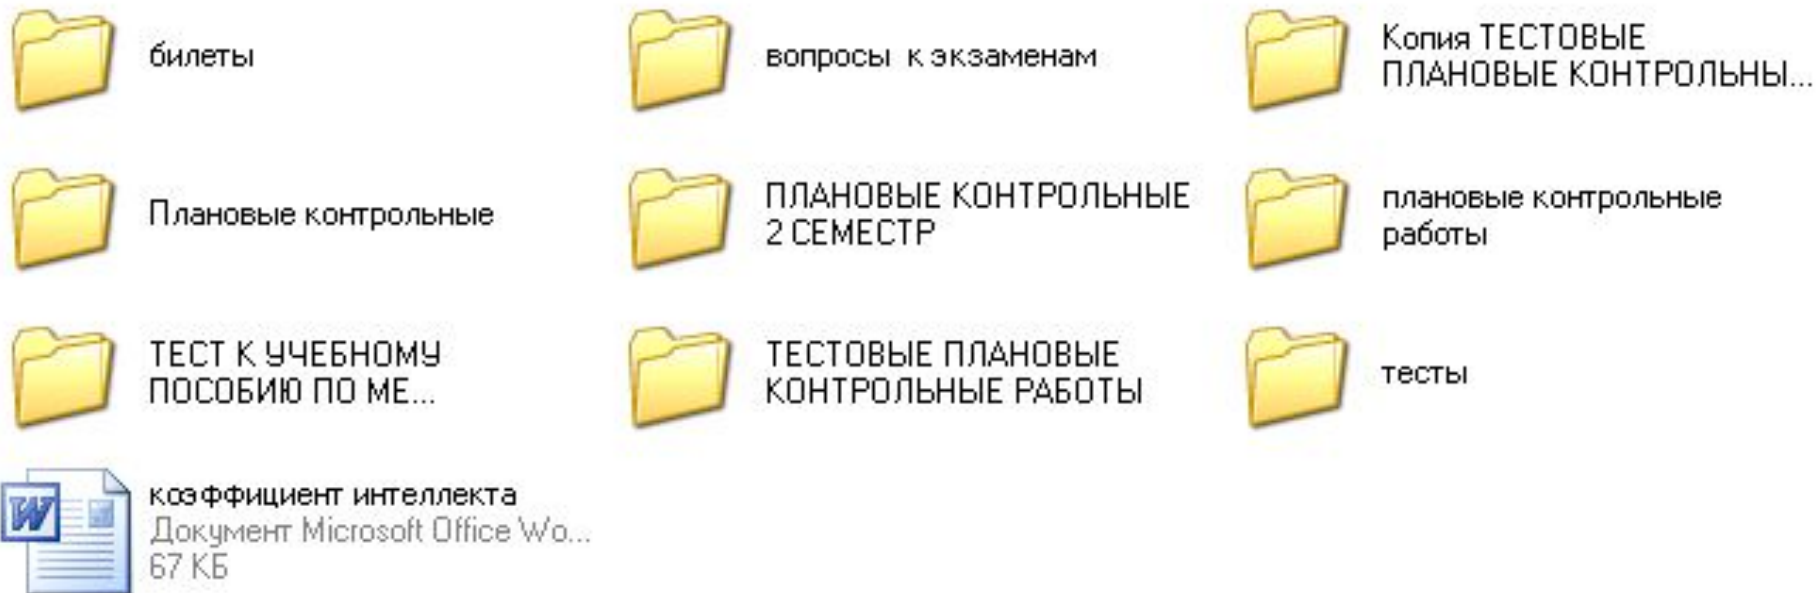 билеты
вопросы к экзаменам
Копия ТЕСТОВЫЕ
ПЛАНОВЫЕ КОНТРОЛЬНЫ...
Плановые контрольные
ПЛАНОВЫЕ КОНТРОЛЬНЫЕ
2 СЕМЕСТР
плановые контрольные
работы
ТЕСТ К УЧЕБНОМУ
ПОСОБИЮ ПО МЕ...
ТЕСТОВЫЕ ПЛАНОВЫЕ
КОНТРОЛЬНЫЕ РАБОТЫ
тесты
W
коэффициент интеллекта
Документ Microsoft Office Wo...
67 КБ